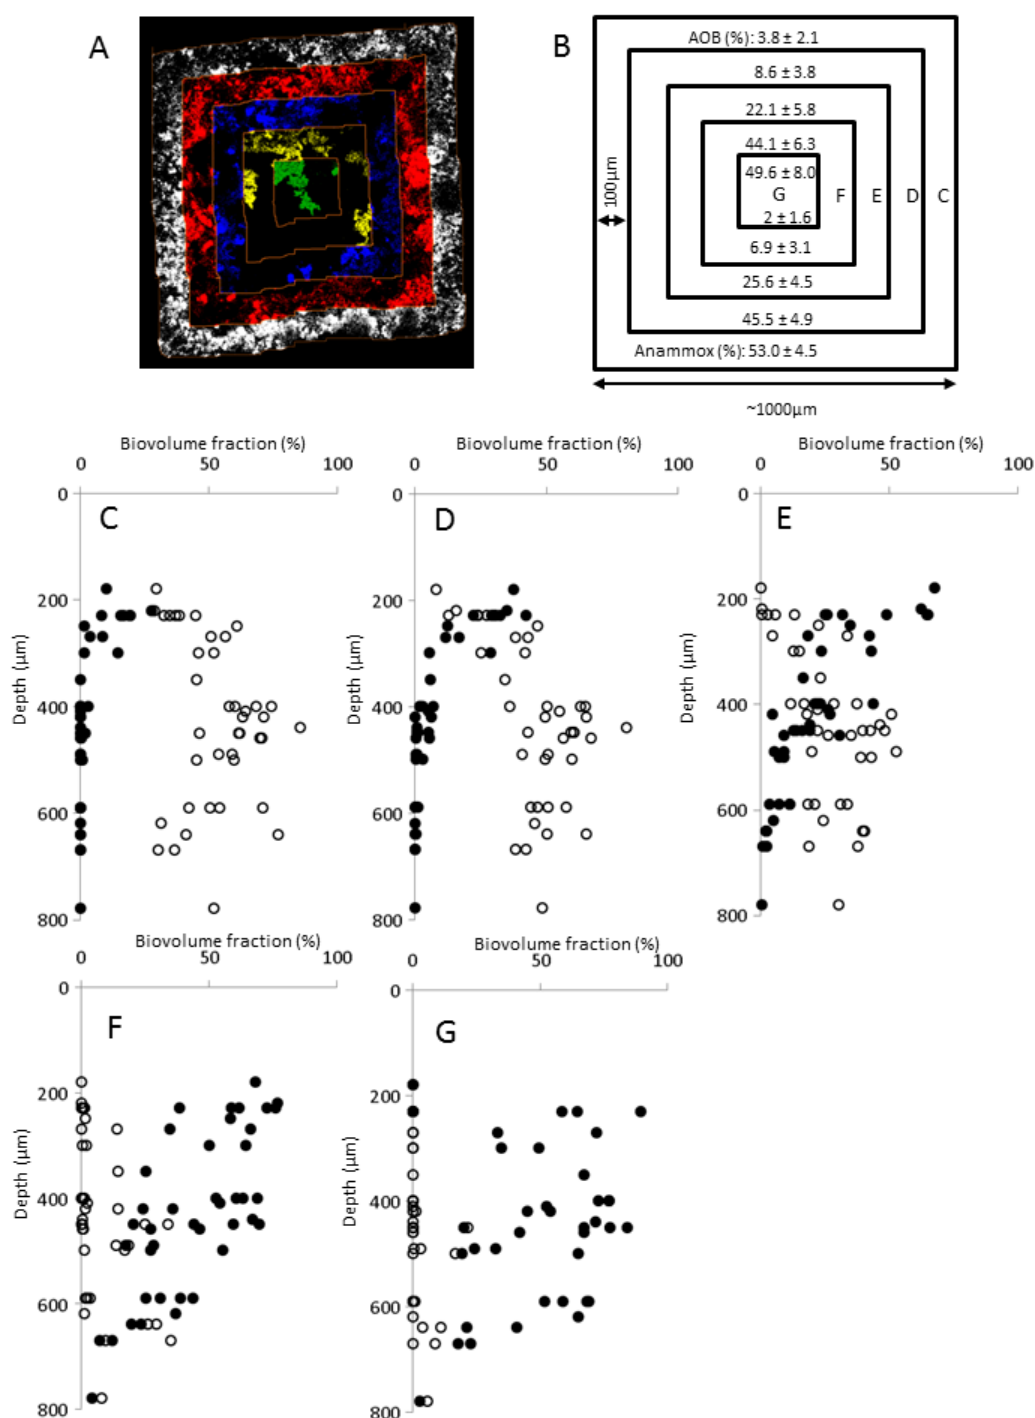 A
B
AOB (%): 3.8 ± 2.1
8.6 ± 3.8
22.1 ± 5.8
44.1 ± 6.3
49.6 ± 8.0
G F E D C
2 ± 1.6
6.9 ± 3.1
25.6 ± 4.5
45.5 ± 4.9
Anammox (%): 53.0 ± 4.5
100µm
~1000µm
Biovolume fraction (%)
0 50 100
0
200
400
600
800
Depth (µm)
C
Biovolume fraction (%)
0 50 100
0
200
400
600
800
Depth (µm)
D
Biovolume fraction (%)
0 50 100
0
200
400
600
800
Depth (µm)
E
Biovolume fraction (%)
0 50 100
0
200
400
600
800
Depth (µm)
F
Biovolume fraction (%)
0 50 100
0
200
400
600
800
Depth (µm)
G